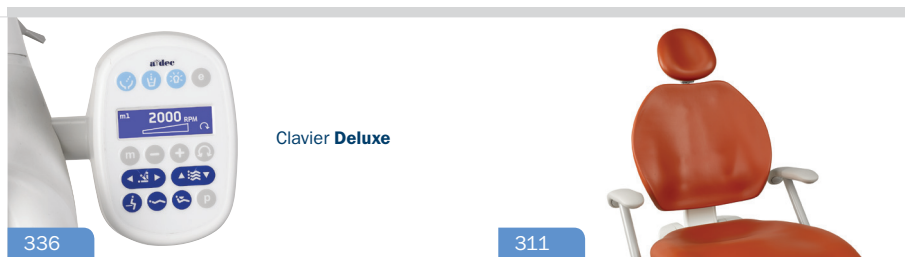 a-dec
e
m1 2000 RPM
m − +
p
Clavier Deluxe
336
311